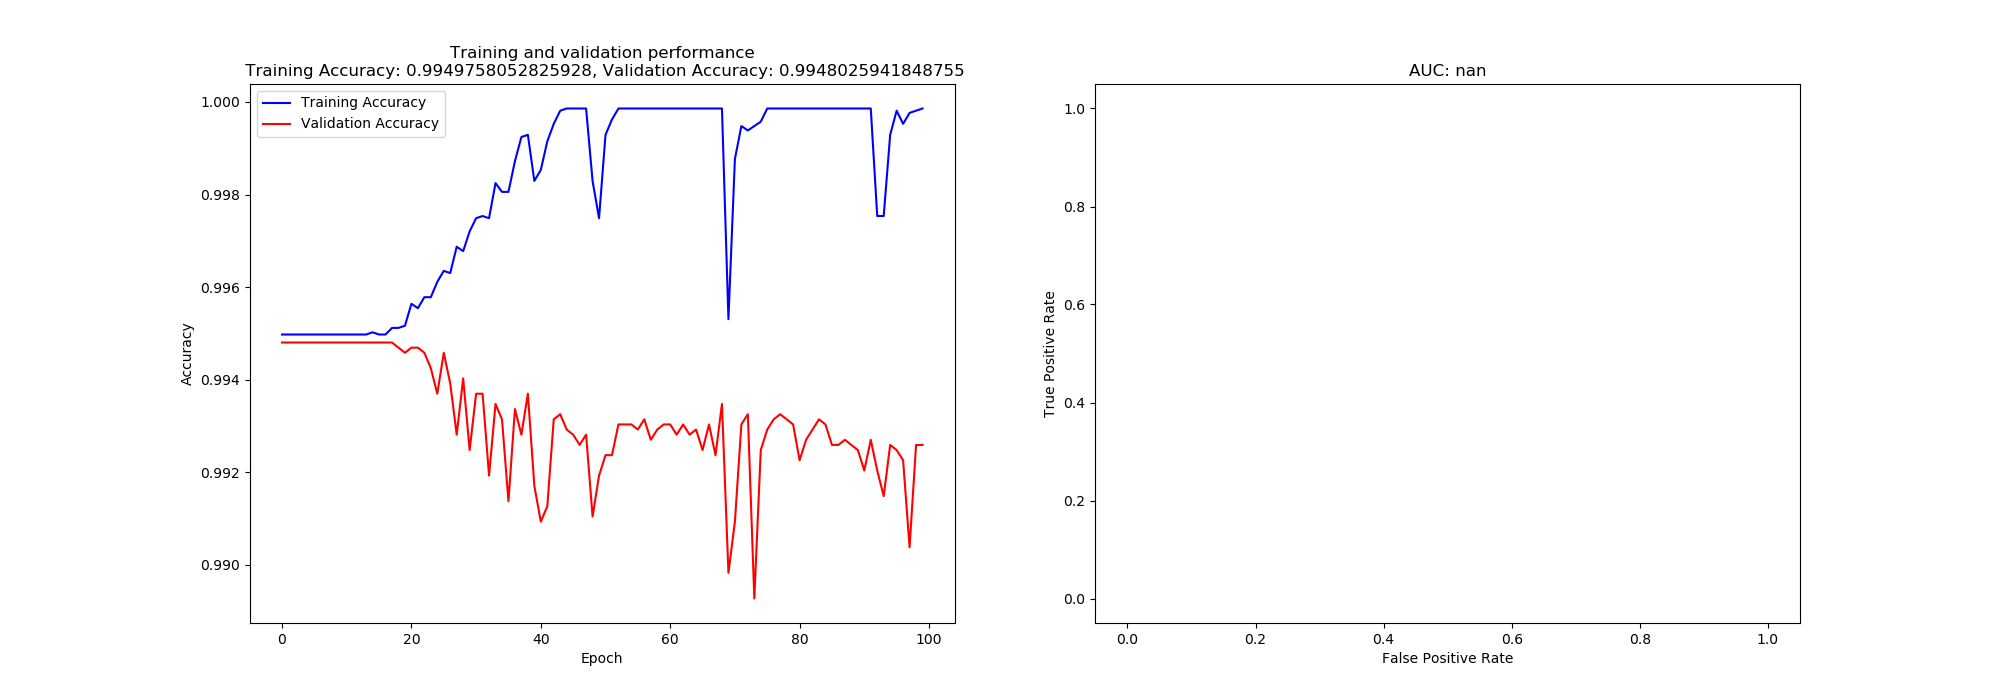 Training and validation performance
Training Accuracy: 0.9949758052825928, Validation Accuracy: 0.9948025941848755
Training Accuracy
Validation Accuracy
1.000
0.998
0.996
0.994
0.992
0.990
Accuracy
0
20
40
60
80
100
Epoch
AUC: nan
1.0
0.8
0.6
0.4
0.2
0.0
True Positive Rate
0.0
0.2
0.4
0.6
0.8
1.0
False Positive Rate